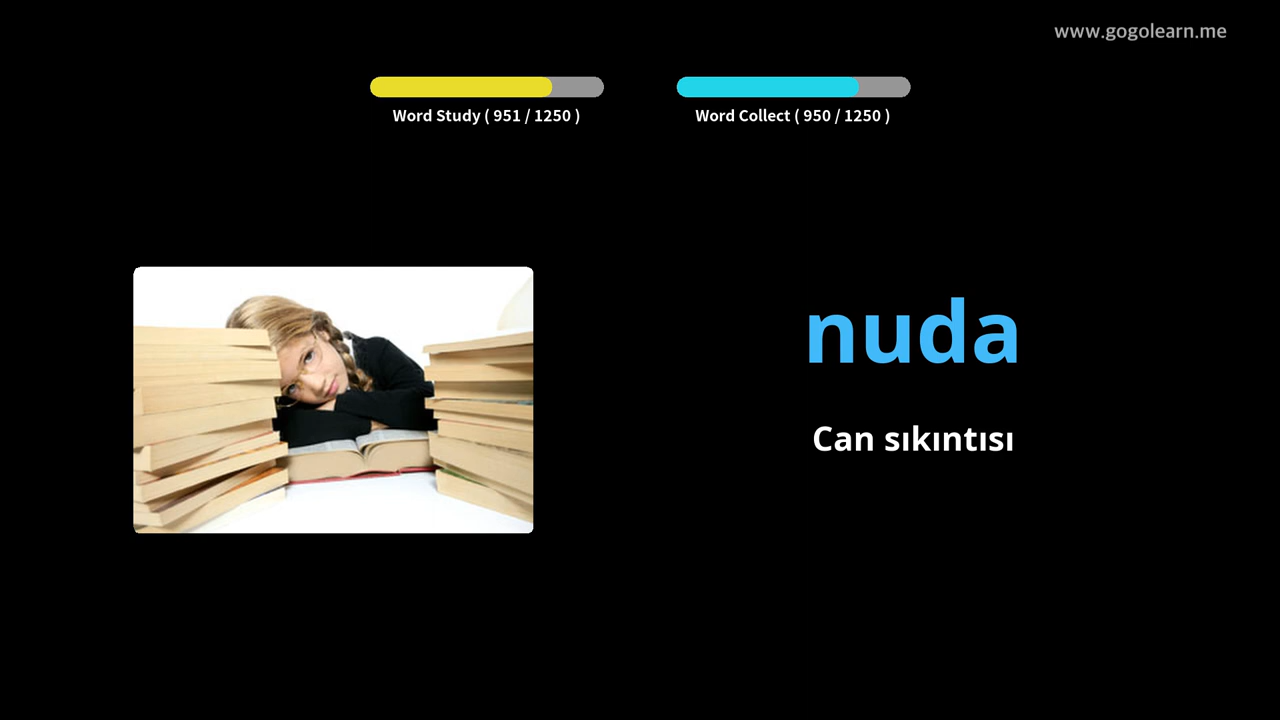 www.gogolearn.me
Word Study ( 951 / 1250 )
Word Collect ( 950 / 1250 )
nuda
Can sıkıntısı